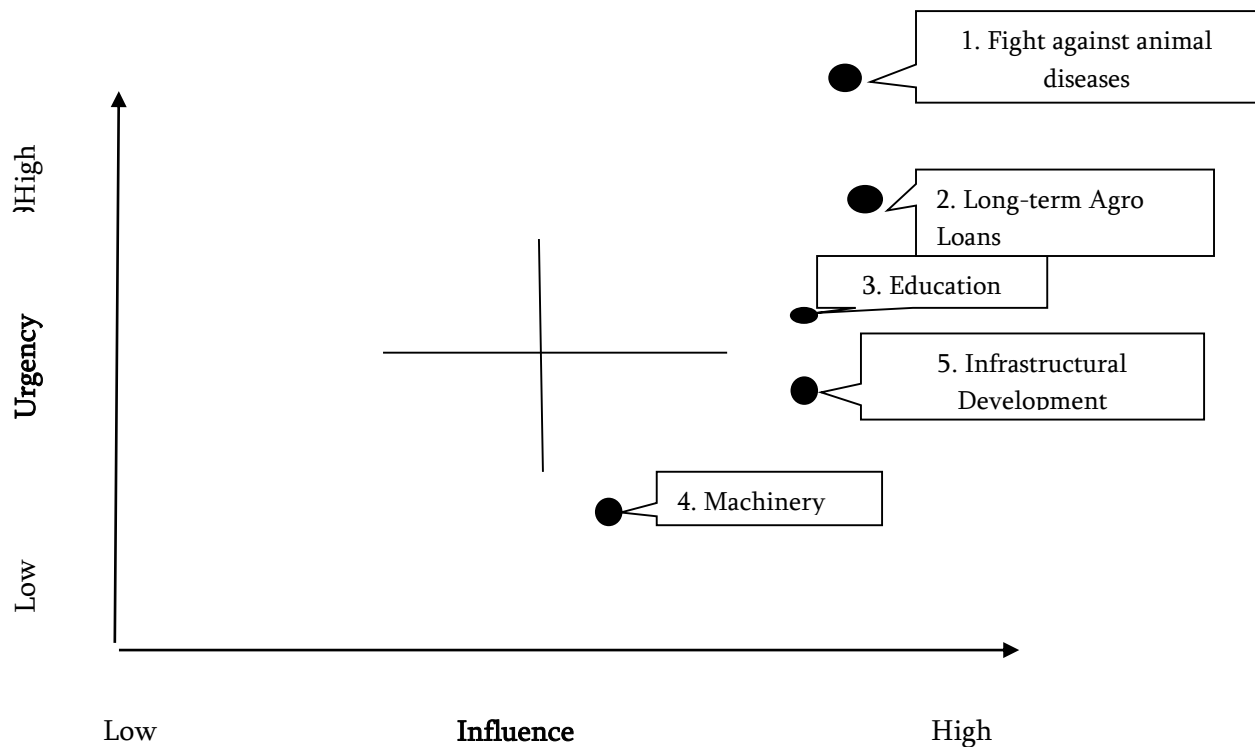 1. Fight against animal
diseases
High
2. Long-term Agro
Loans
3. Education
Urgency
5. Infrastructural
Development
4. Machinery
Low
Low
Influence
High